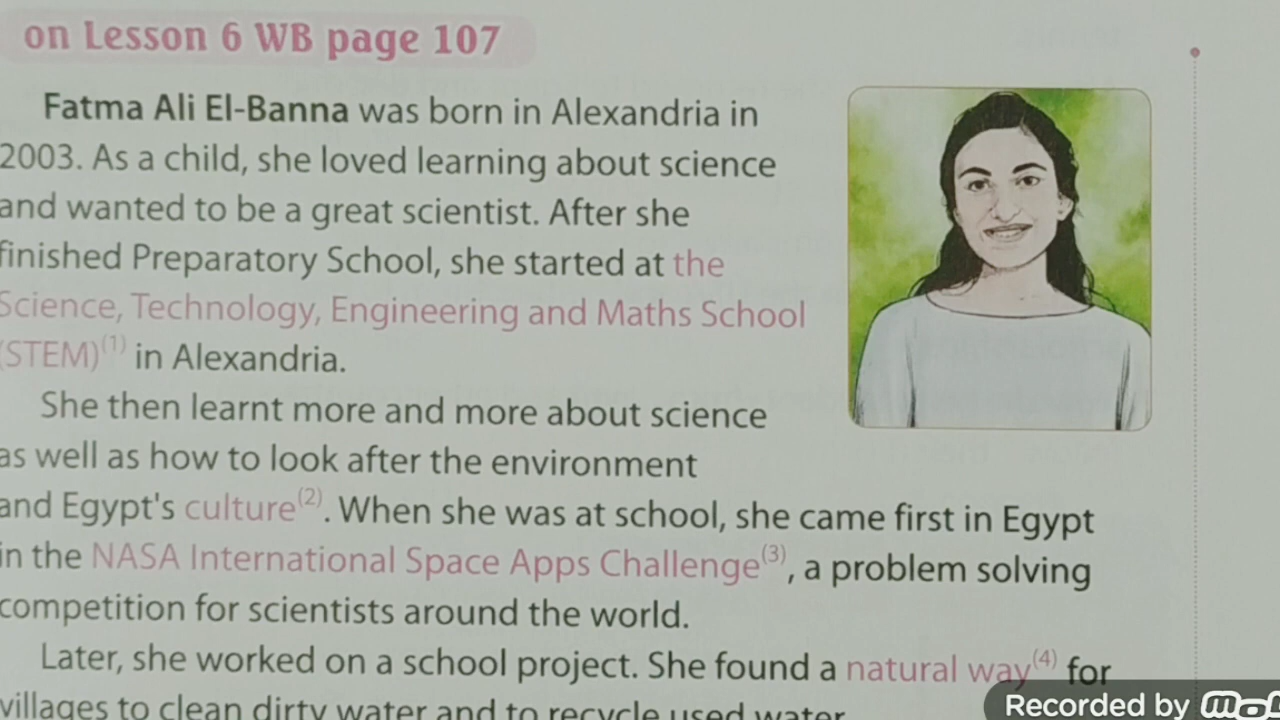 on Lesson 6 WB page 107
Fatma Ali El-Banna was born in Alexandria in
2003. As a child, she loved learning about science
and wanted to be a great scientist. After she
finished Preparatory School, she started at the
Science, Technology, Engineering and Maths School
(STEM)(1) in Alexandria.
She then learnt more and more about science
as well as how to look after the environment
and Egypt's culture(2). When she was at school, she came first in Egypt
in the NASA International Space Apps Challenge(3), a problem solving
competition for scientists around the world.
Later, she worked on a school project. She found a natural way(4) for
villages to clean dirty water and to recycle used water
Recorded by